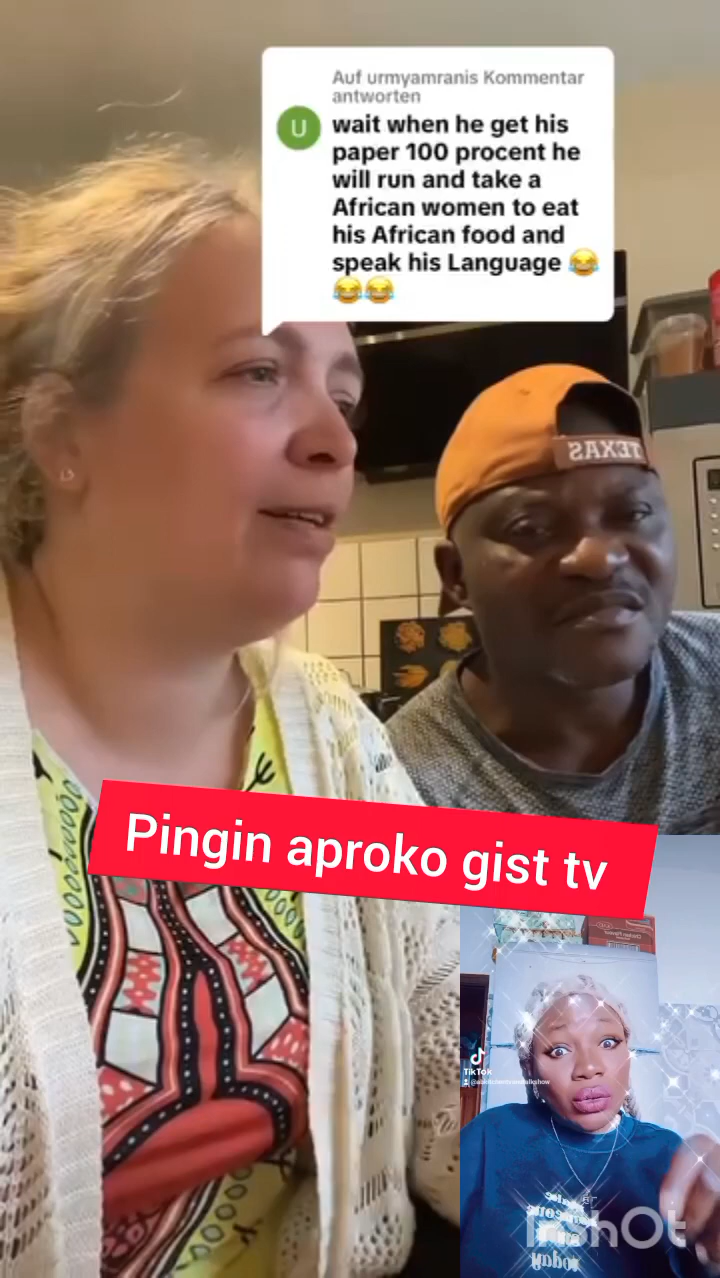 Auf urmyamranis Kommentar
antworten
U
wait when he get his
paper 100 procent he
will run and take a
African women to eat
his African food and
speak his Language 😂
😂😂
TEXAS
Pingin aproko gist tv
TikTok
InShOt
today